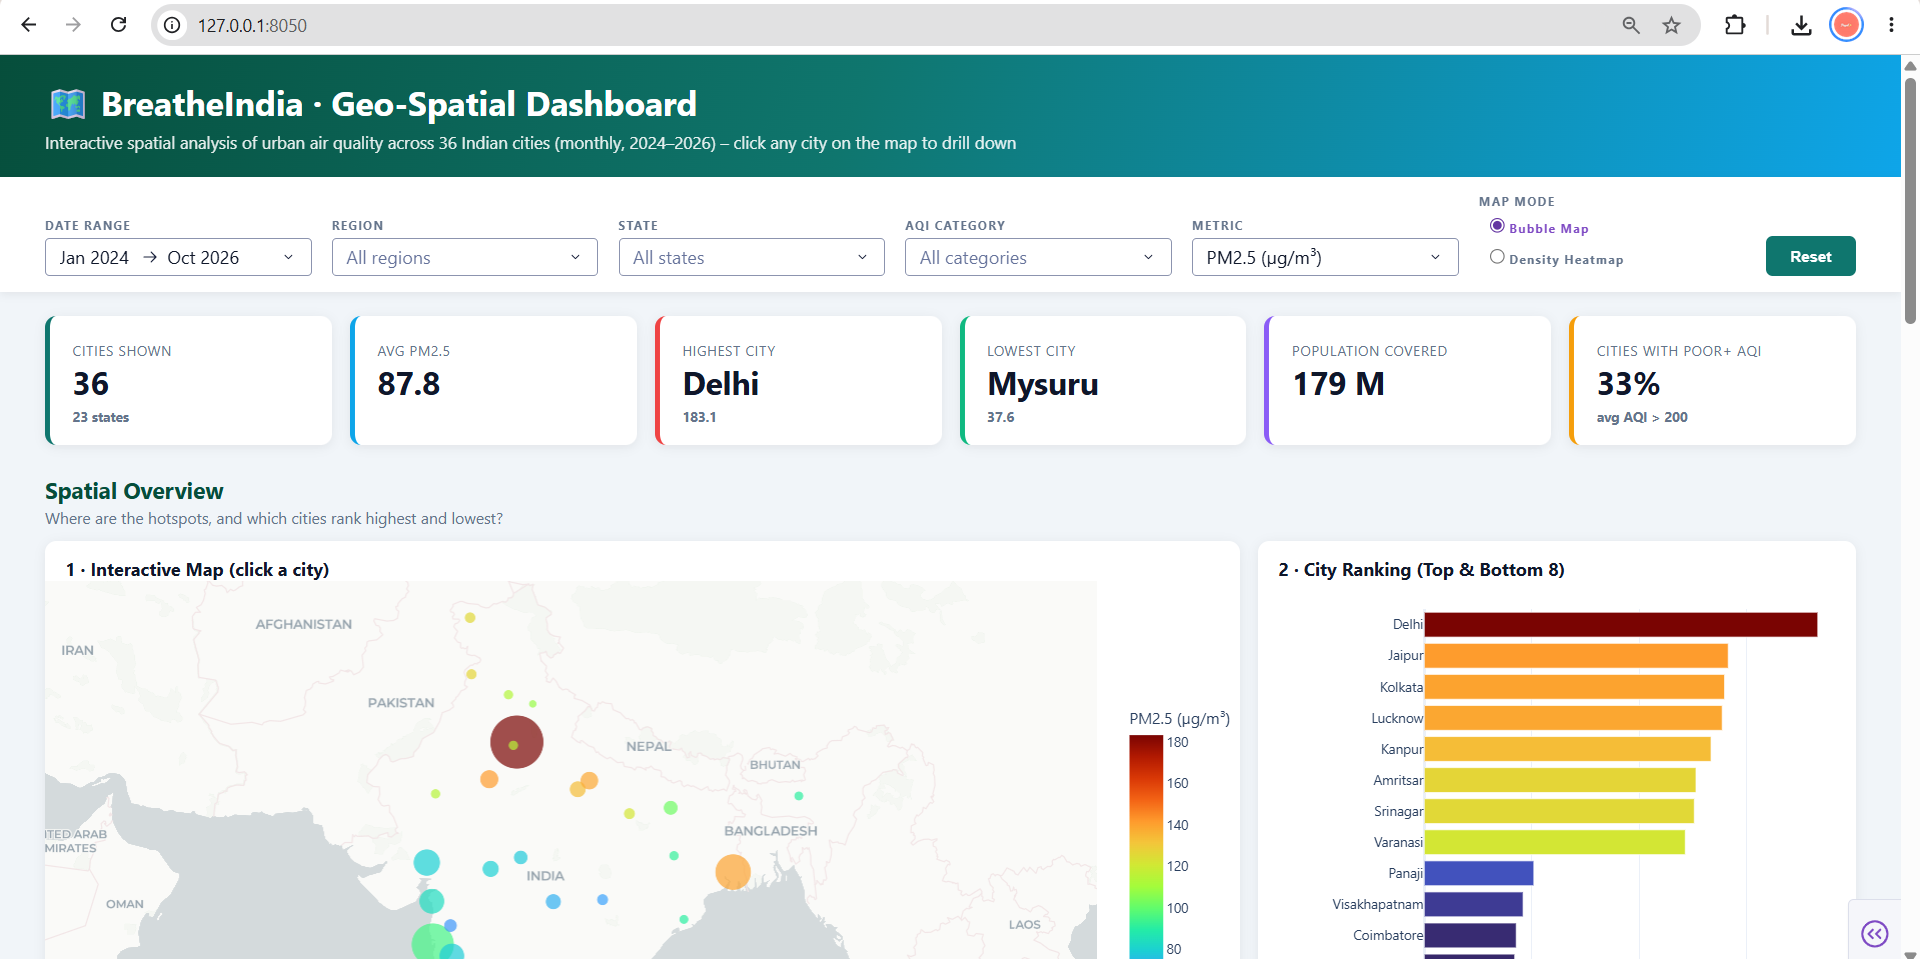 127.0.0.1:8050
BreatheIndia · Geo-Spatial Dashboard
Interactive spatial analysis of urban air quality across 36 Indian cities (monthly, 2024–2026) – click any city on the map to drill down
DATE RANGE
Jan 2024 → Oct 2026
REGION
All regions
STATE
All states
AQI CATEGORY
All categories
METRIC
PM2.5 (µg/m³)
MAP MODE
Bubble Map
Density Heatmap
Reset
CITIES SHOWN
36
23 states
AVG PM2.5
87.8
HIGHEST CITY
Delhi
183.1
LOWEST CITY
Mysuru
37.6
POPULATION COVERED
179 M
CITIES WITH POOR+ AQI
33%
avg AQI > 200
Spatial Overview
Where are the hotspots, and which cities rank highest and lowest?
1 · Interactive Map (click a city)
AFGHANISTAN
IRAN
PAKISTAN
NEPAL
BHUTAN
BANGLADESH
ITED ARAB
MIRATES
INDIA
OMAN
LAOS
PM2.5 (µg/m³)
180
160
140
120
100
80
2 · City Ranking (Top & Bottom 8)
Delhi
Jaipur
Kolkata
Lucknow
Kanpur
Amritsar
Srinagar
Varanasi
Panaji
Visakhapatnam
Coimbatore